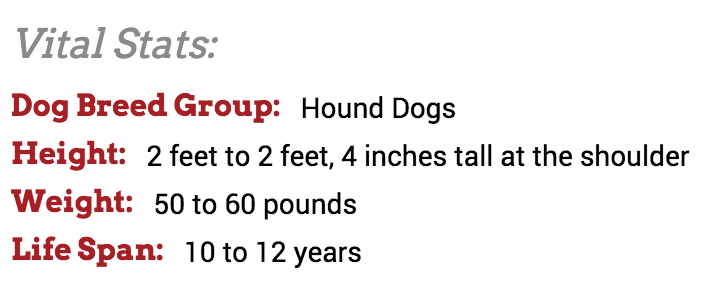 Vital Stats:
Dog Breed Group: Hound Dogs
Height: 2 feet to 2 feet, 4 inches tall at the shoulder
Weight: 50 to 60 pounds
Life Span: 10 to 12 years